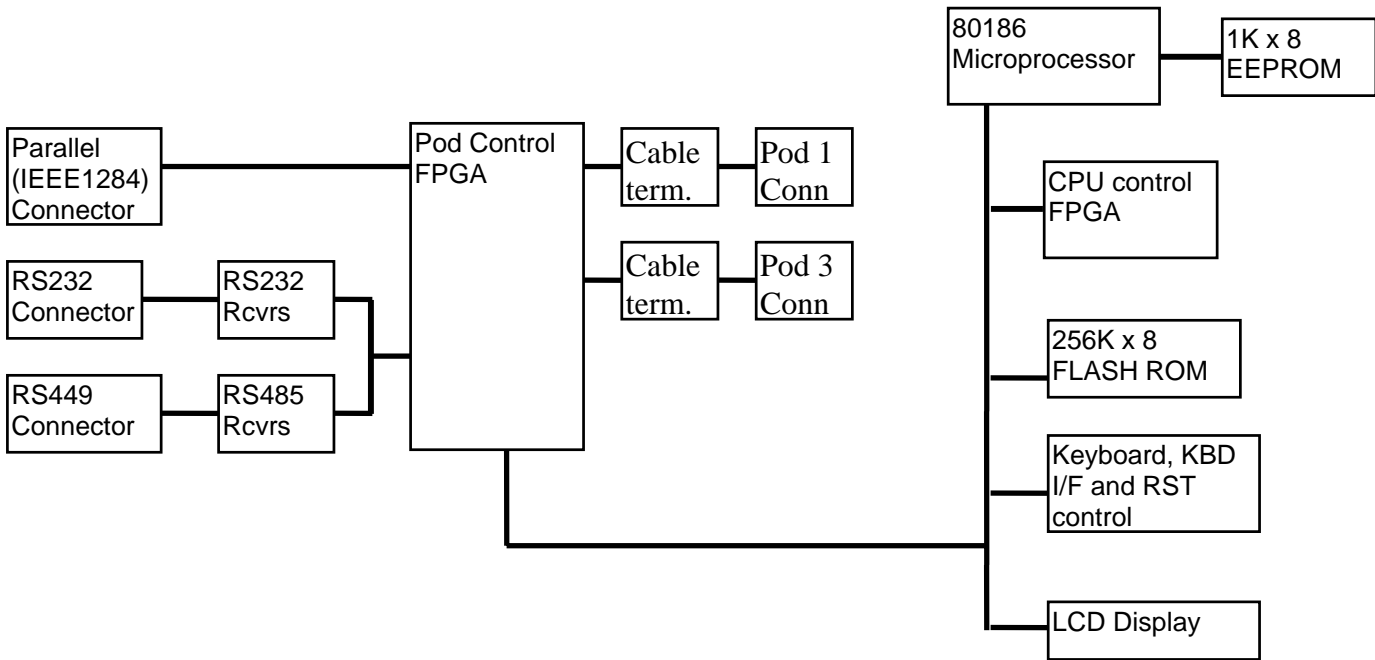 80186
Microprocessor
1K x 8
EEPROM
Parallel
(IEEE1284)
Connector
Pod Control
FPGA
Cable
term.
Pod 1
Conn
CPU control
FPGA
RS232
Connector
RS232
Rcvrs
Cable
term.
Pod 3
Conn
256K x 8
FLASH ROM
RS449
Connector
RS485
Rcvrs
Keyboard, KBD
I/F and RST
control
LCD Display